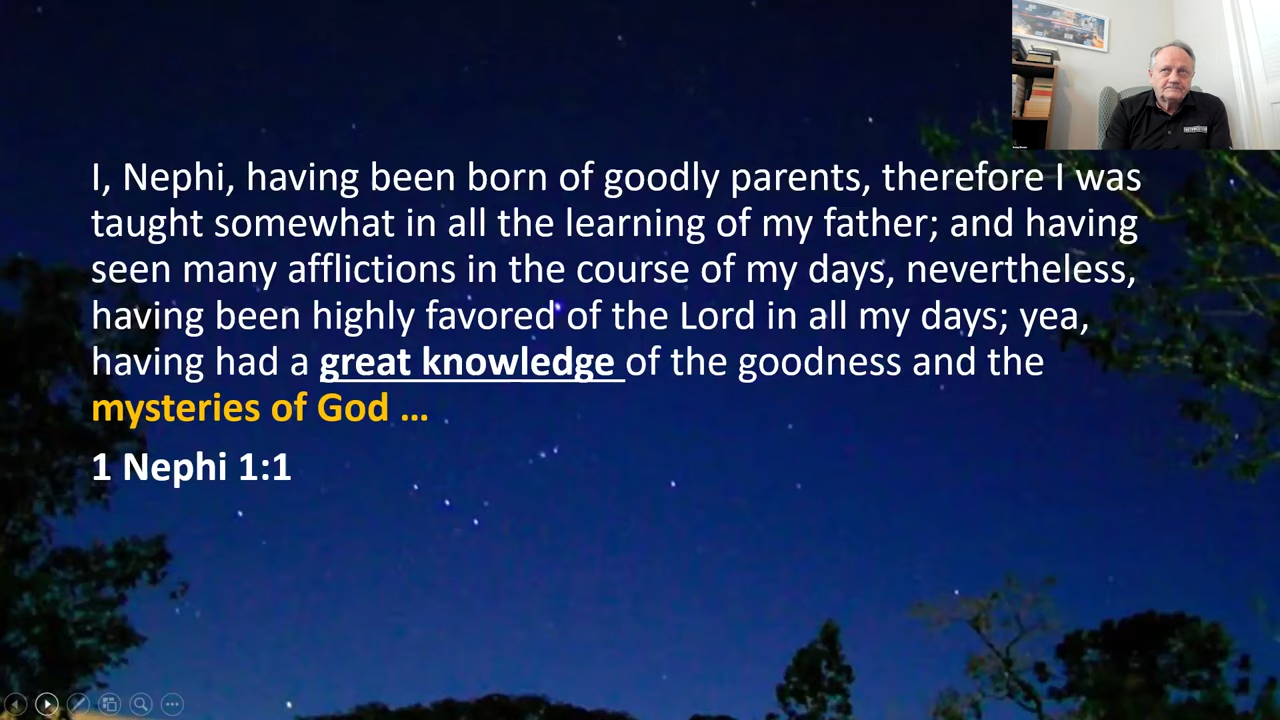 I, Nephi, having been born of goodly parents, therefore I was
taught somewhat in all the learning of my father; and having
seen many afflictions in the course of my days, nevertheless,
having been highly favored of the Lord in all my days; yea,
having had a great knowledge of the goodness and the
mysteries of God ...
1 Nephi 1:1